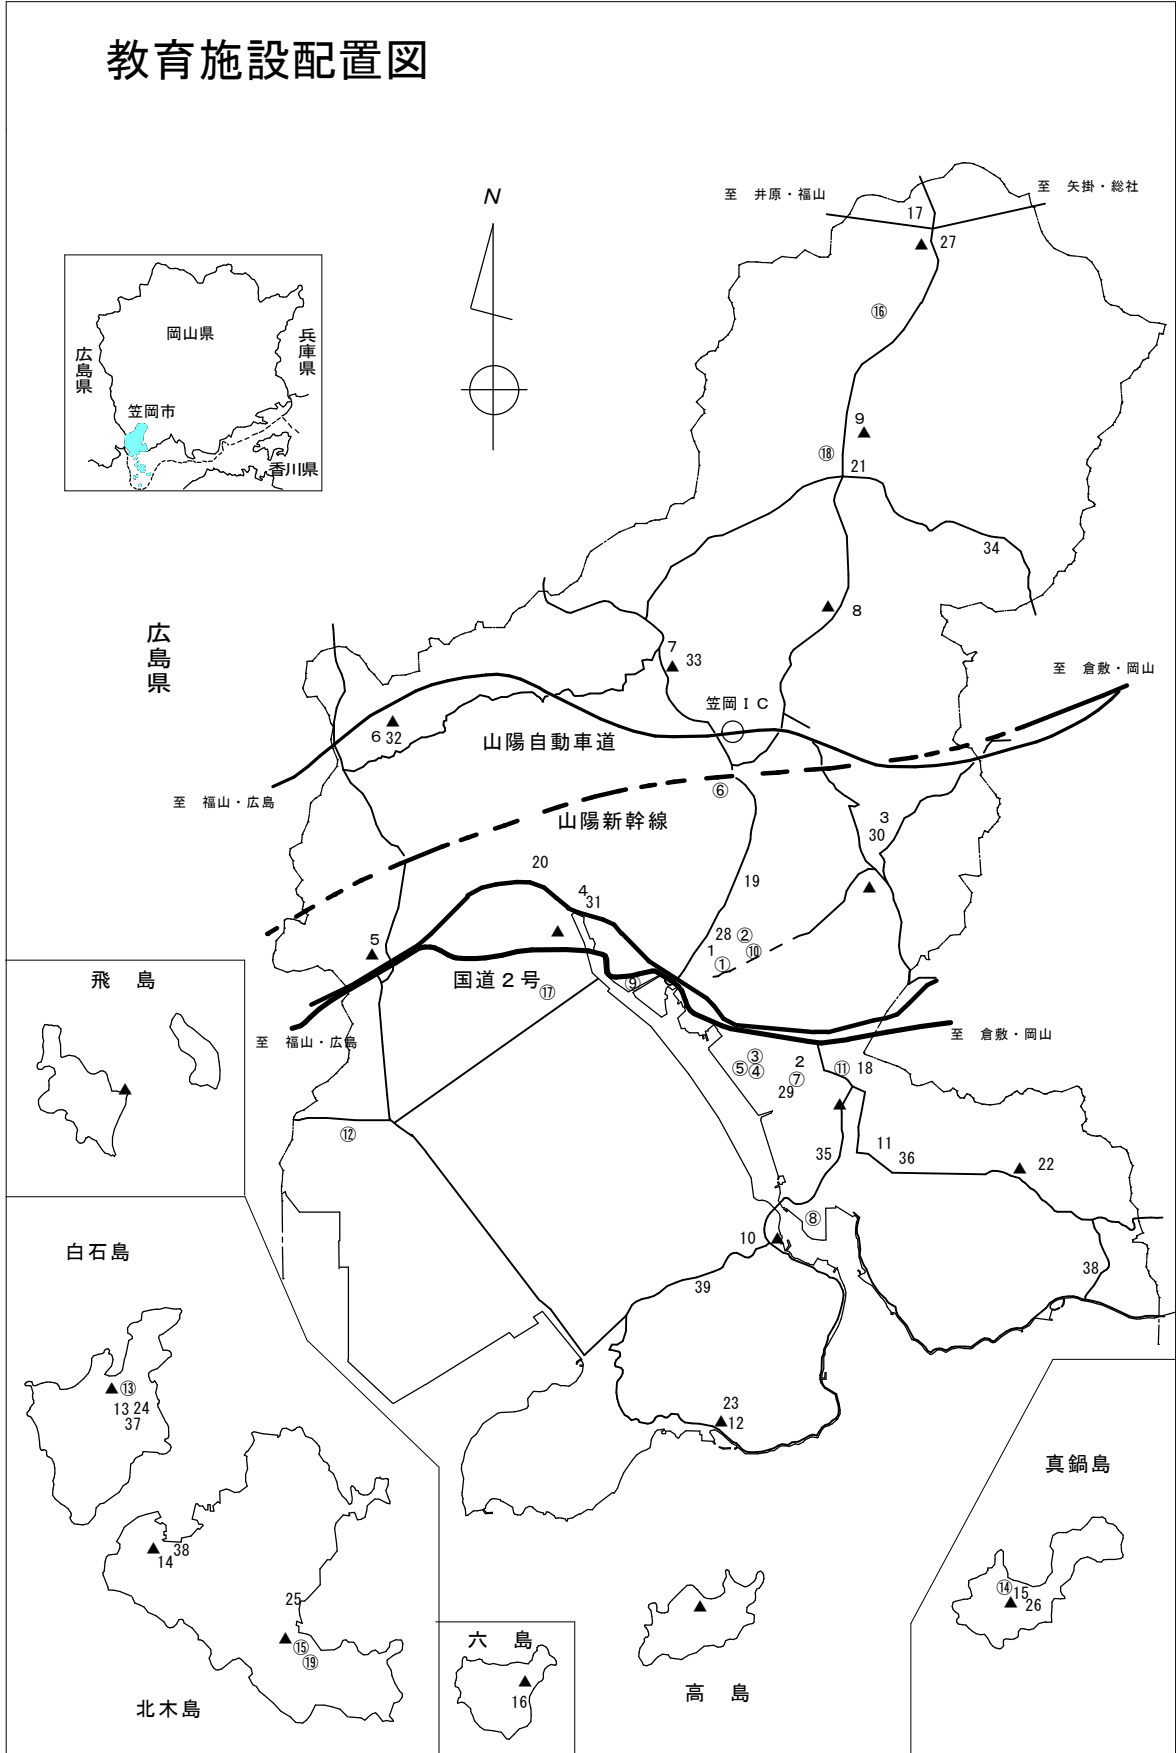 教育施設配置図
N
至 井原・福山
至 矢掛・総社
17
27
岡山県
兵庫県
広島県
笠岡市
香川県
⑯
9
⑱
21
34
8
広島県
7
33
至 倉敷・岡山
笠岡ＩＣ
6 32
山陽自動車道
至 福山・広島
⑥
山陽新幹線
3
30
20
19
4
31
28 ②
1
⑩
①
5
国道２号
⑰
⑨
飛 島
至 福山・広島
至 倉敷・岡山
③
⑤ ④
2
⑦
29
⑪ 18
⑫
11
36
35
22
⑧
10
39
38
白石島
⑬
13 24
37
23
12
真鍋島
38
14
25
⑮
⑲
北木島
六 島
16
高 島
⑭
15
26